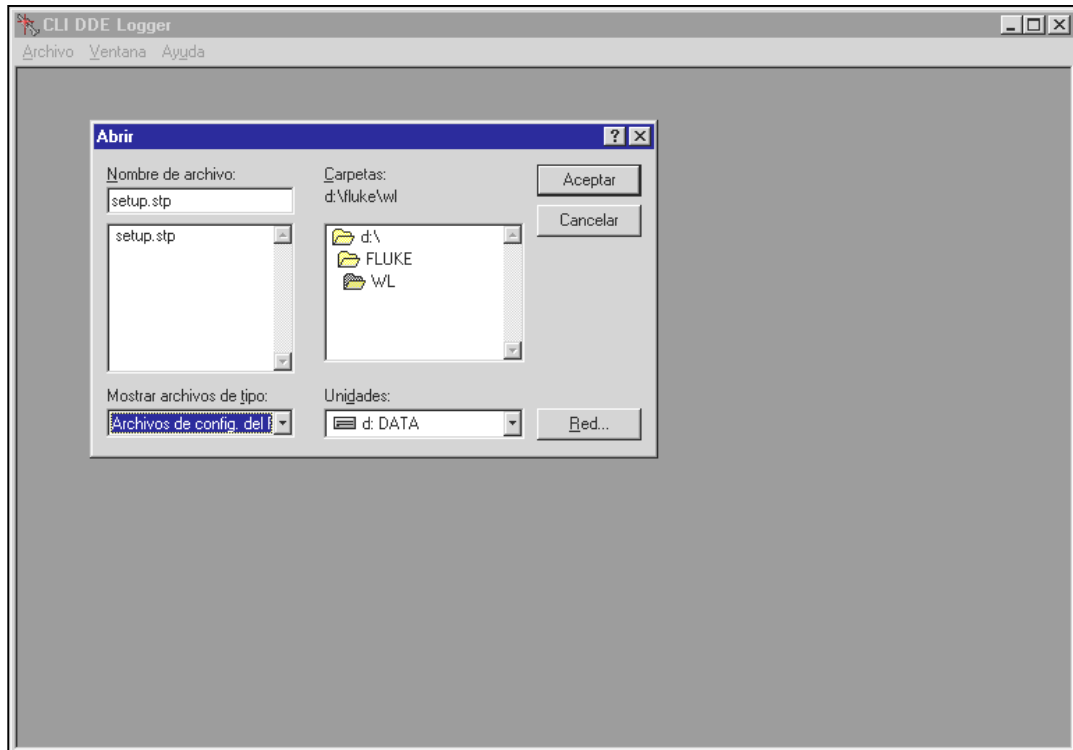 CLI DDE Logger
Archivo Ventana Ayuda
Abrir
Nombre de archivo:
setup.stp
setup.stp
Carpetas:
d:\fluke\wl
d:\
FLUKE
WL
Aceptar
Cancelar
Mostrar archivos de tipo:
Archivos de config. del
Unidades:
d: DATA
Red...